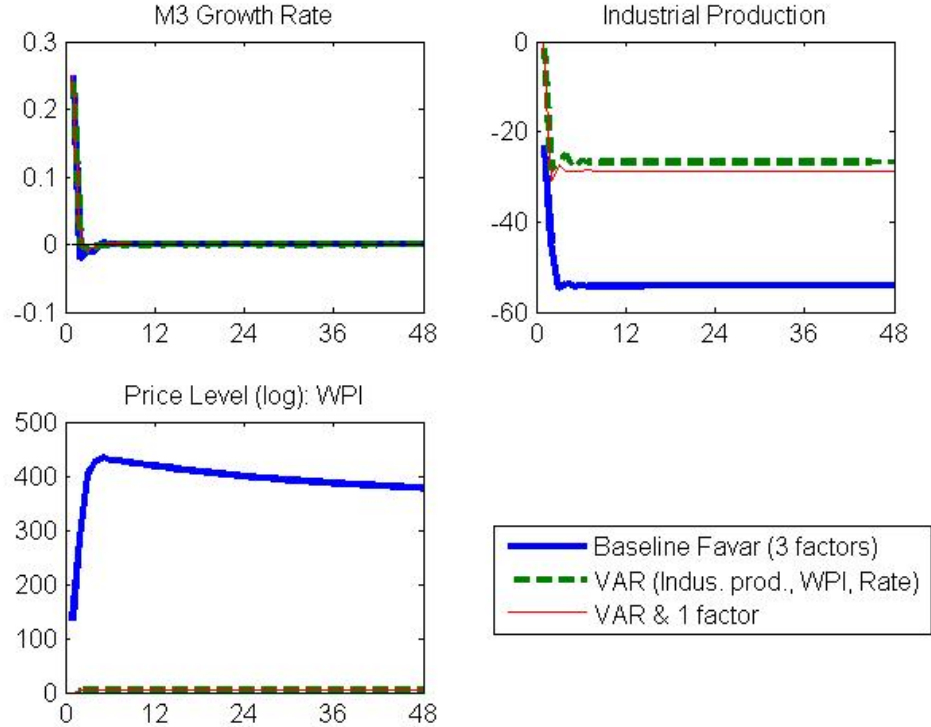 M3 Growth Rate
0.3
0.2
0.1
0
-0.1
0 12 24 36 48
Industrial Production
0
-20
-40
-60
0 12 24 36 48
Price Level (log): WPI
500
400
300
200
100
0
0 12 24 36 48
Baseline Favar (3 factors)
VAR (Indus. prod., WPI, Rate)
VAR & 1 factor